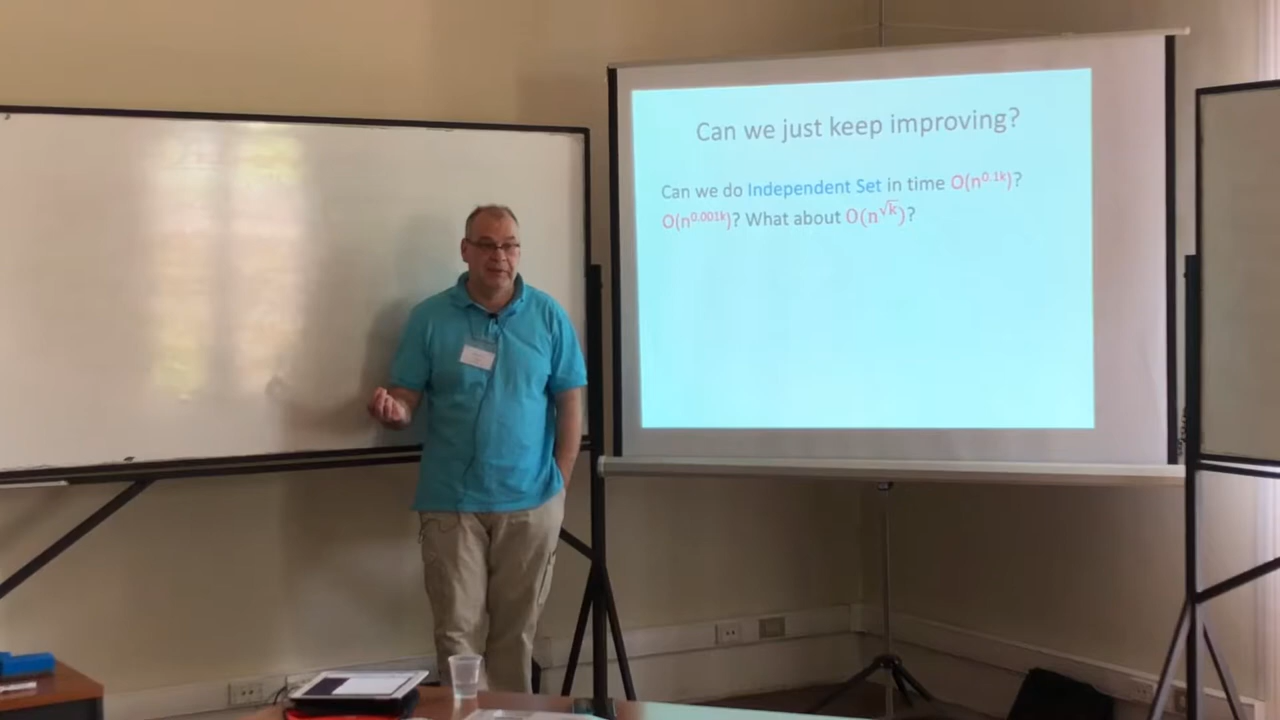 Can we just keep improving?
Can we do Independent Set in time O(n^0.1k)?
O(n^0.001k)? What about O(n^√k)?